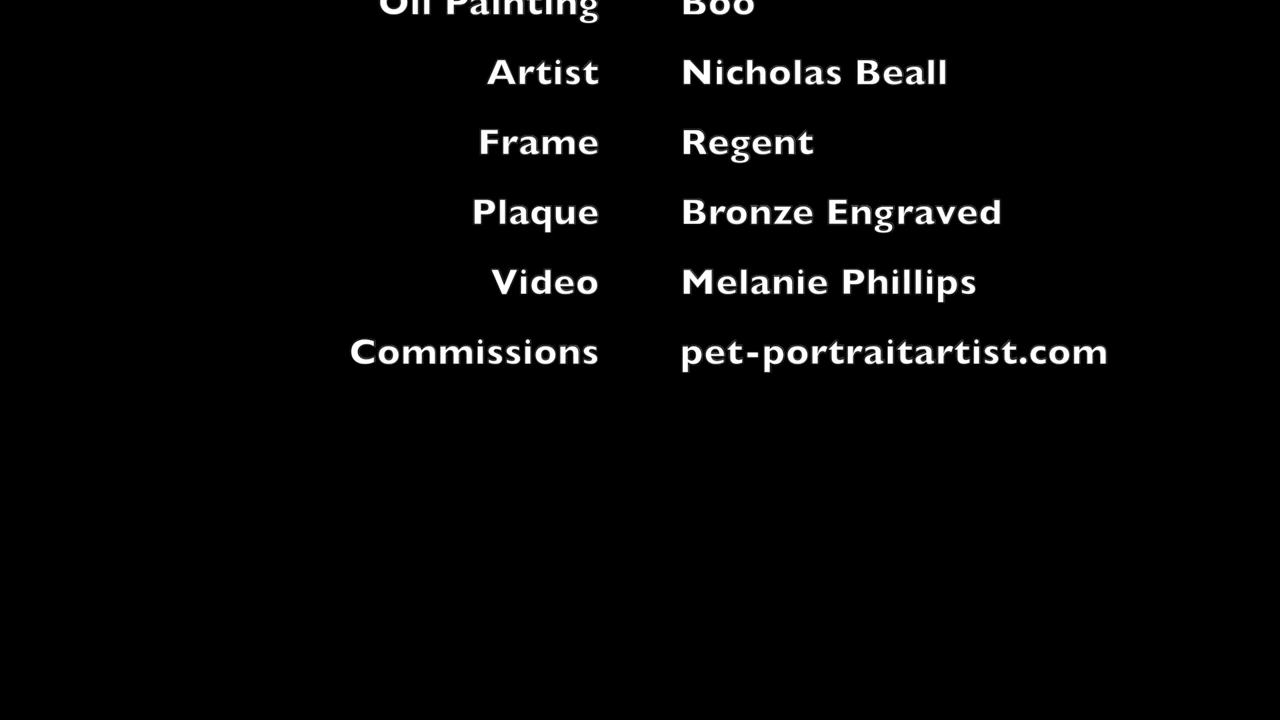 Oil Painting Boo
Artist Nicholas Beall
Frame Regent
Plaque Bronze Engraved
Video Melanie Phillips
Commissions pet-portraitartist.com